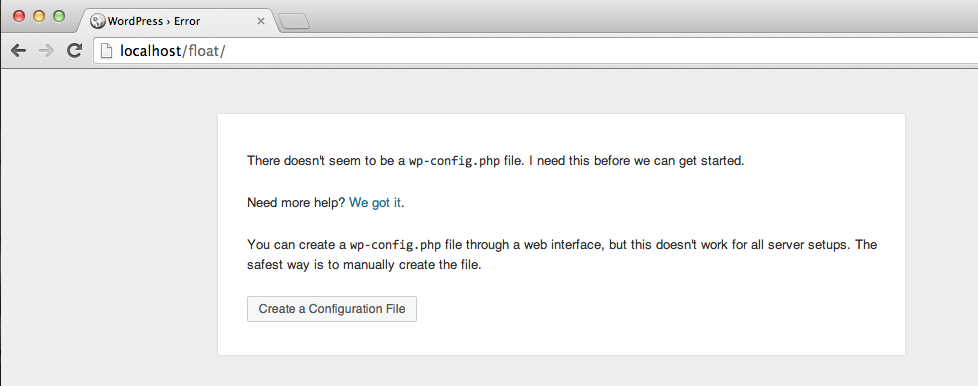 WordPress › Error
localhost/float/
There doesn't seem to be a wp-config.php file. I need this before we can get started.
Need more help? We got it.
You can create a wp-config.php file through a web interface, but this doesn't work for all server setups. The
safest way is to manually create the file.
Create a Configuration File